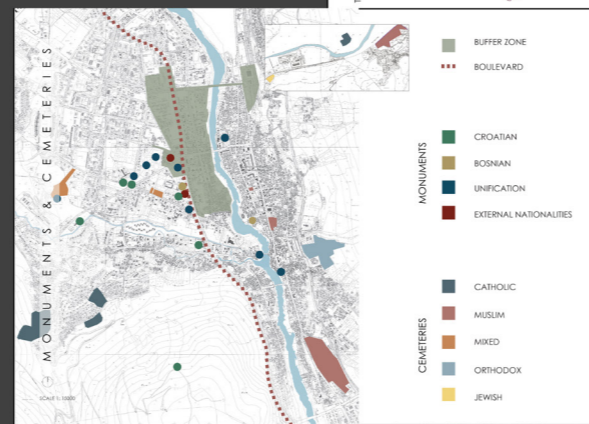 MONUMENTS & CEMETERIES
BUFFER ZONE
BOULEVARD
MONUMENTS
CROATIAN
BOSNIAN
UNIFICATION
EXTERNAL NATIONALITIES
CEMETERIES
CATHOLIC
MUSLIM
MIXED
ORTHODOX
JEWISH